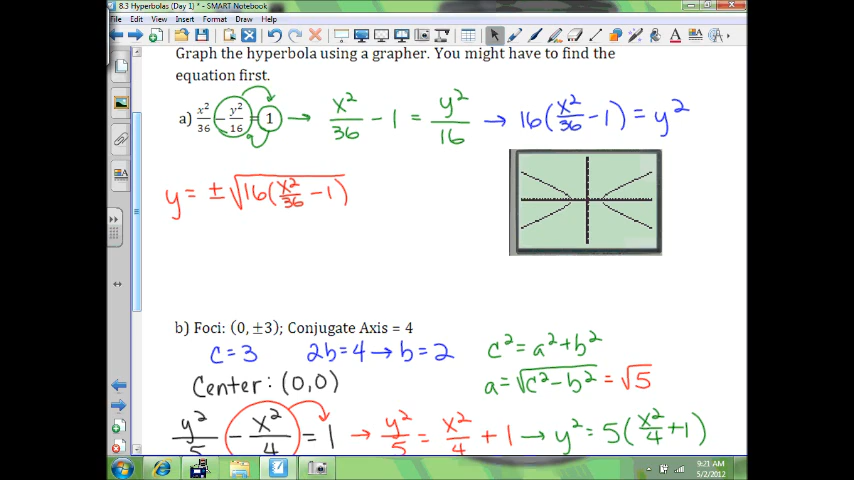 8.3 Hyperbolas (Day 1) * - SMART Notebook
File Edit View Insert Format Draw Help
Graph the hyperbola using a grapher. You might have to find the
equation first.
a) x²/36 − y²/16 = 1 → x²/36 − 1 = y²/16 → 16(x²/36 − 1) = y²
y = ±√16(x²/36 − 1)
b) Foci: (0, ±3); Conjugate Axis = 4
c = 3 2b = 4 → b = 2 c² = a² + b²
Center: (0,0) a = √c² − b² = √5
y²/5 − x²/4 = 1 → y²/5 = x²/4 + 1 → y² = 5(x²/4 + 1)
9:21 AM
5/2/2012